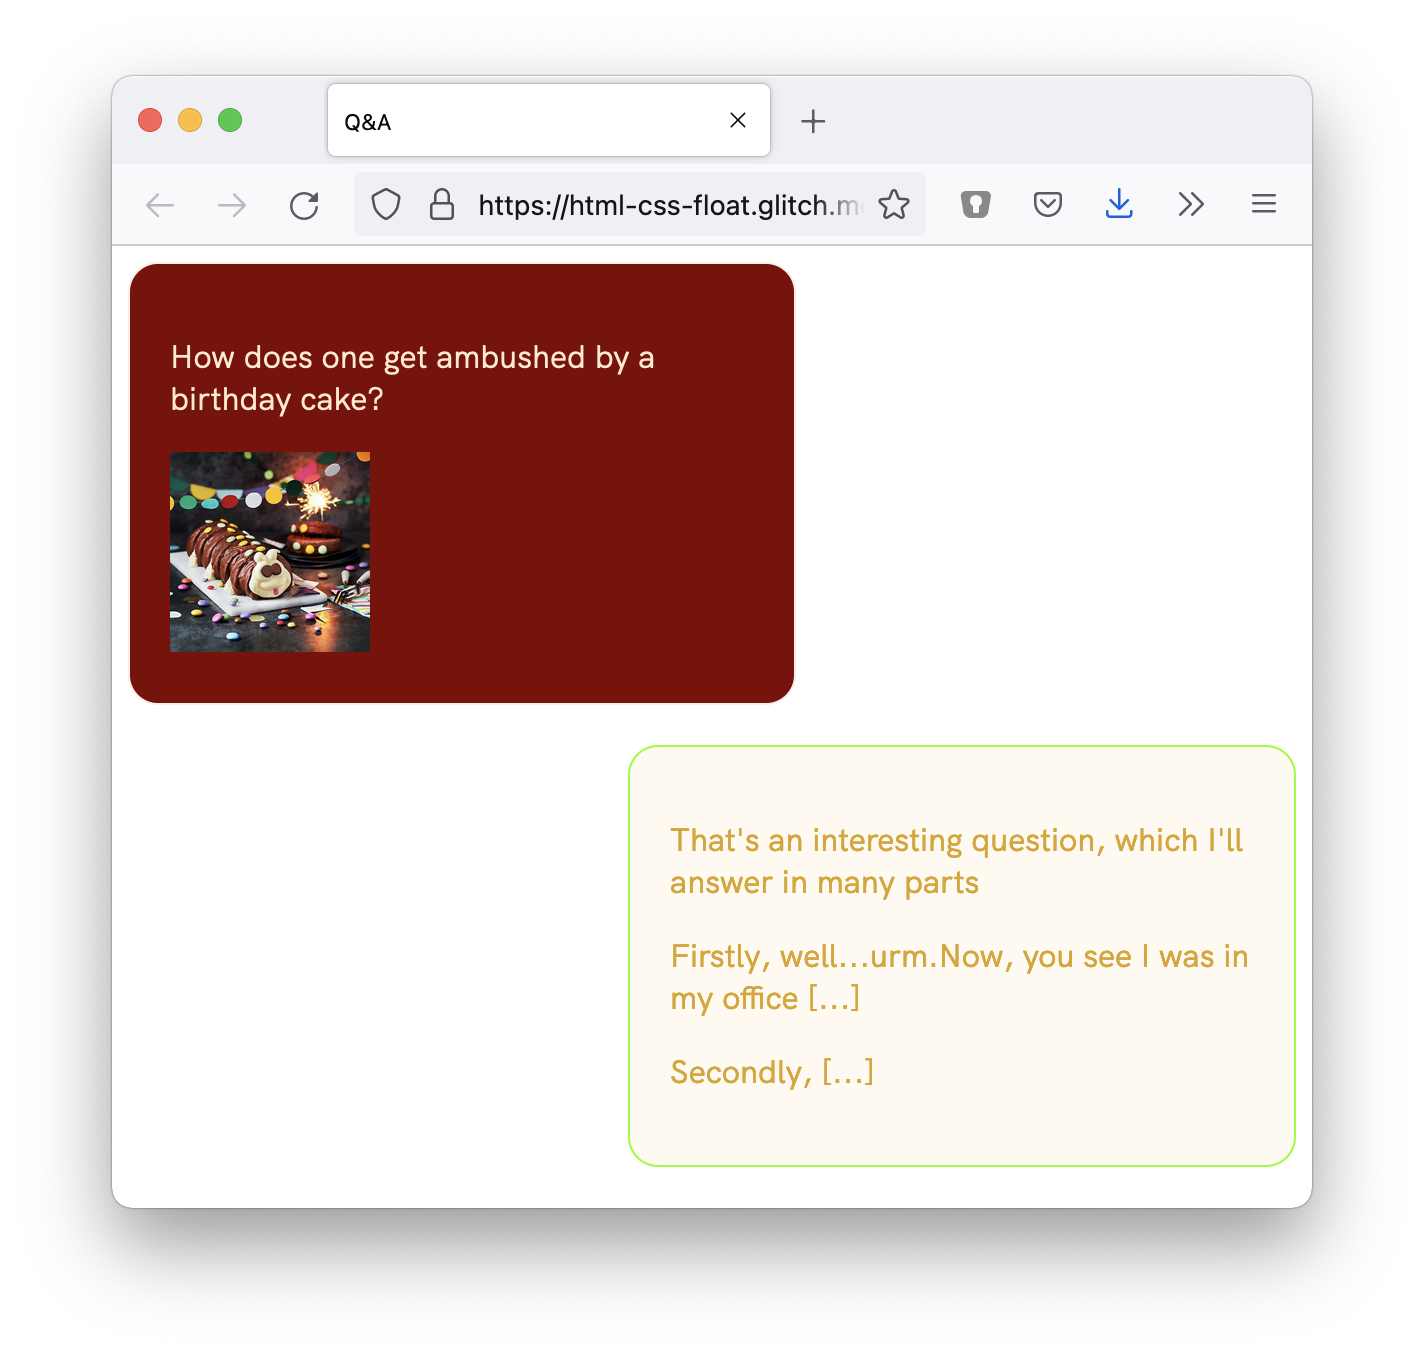 Q&A
https://html-css-float.glitch.m
How does one get ambushed by a
birthday cake?
That's an interesting question, which I'll
answer in many parts
Firstly, well...urm.Now, you see I was in
my office [...]
Secondly, [...]